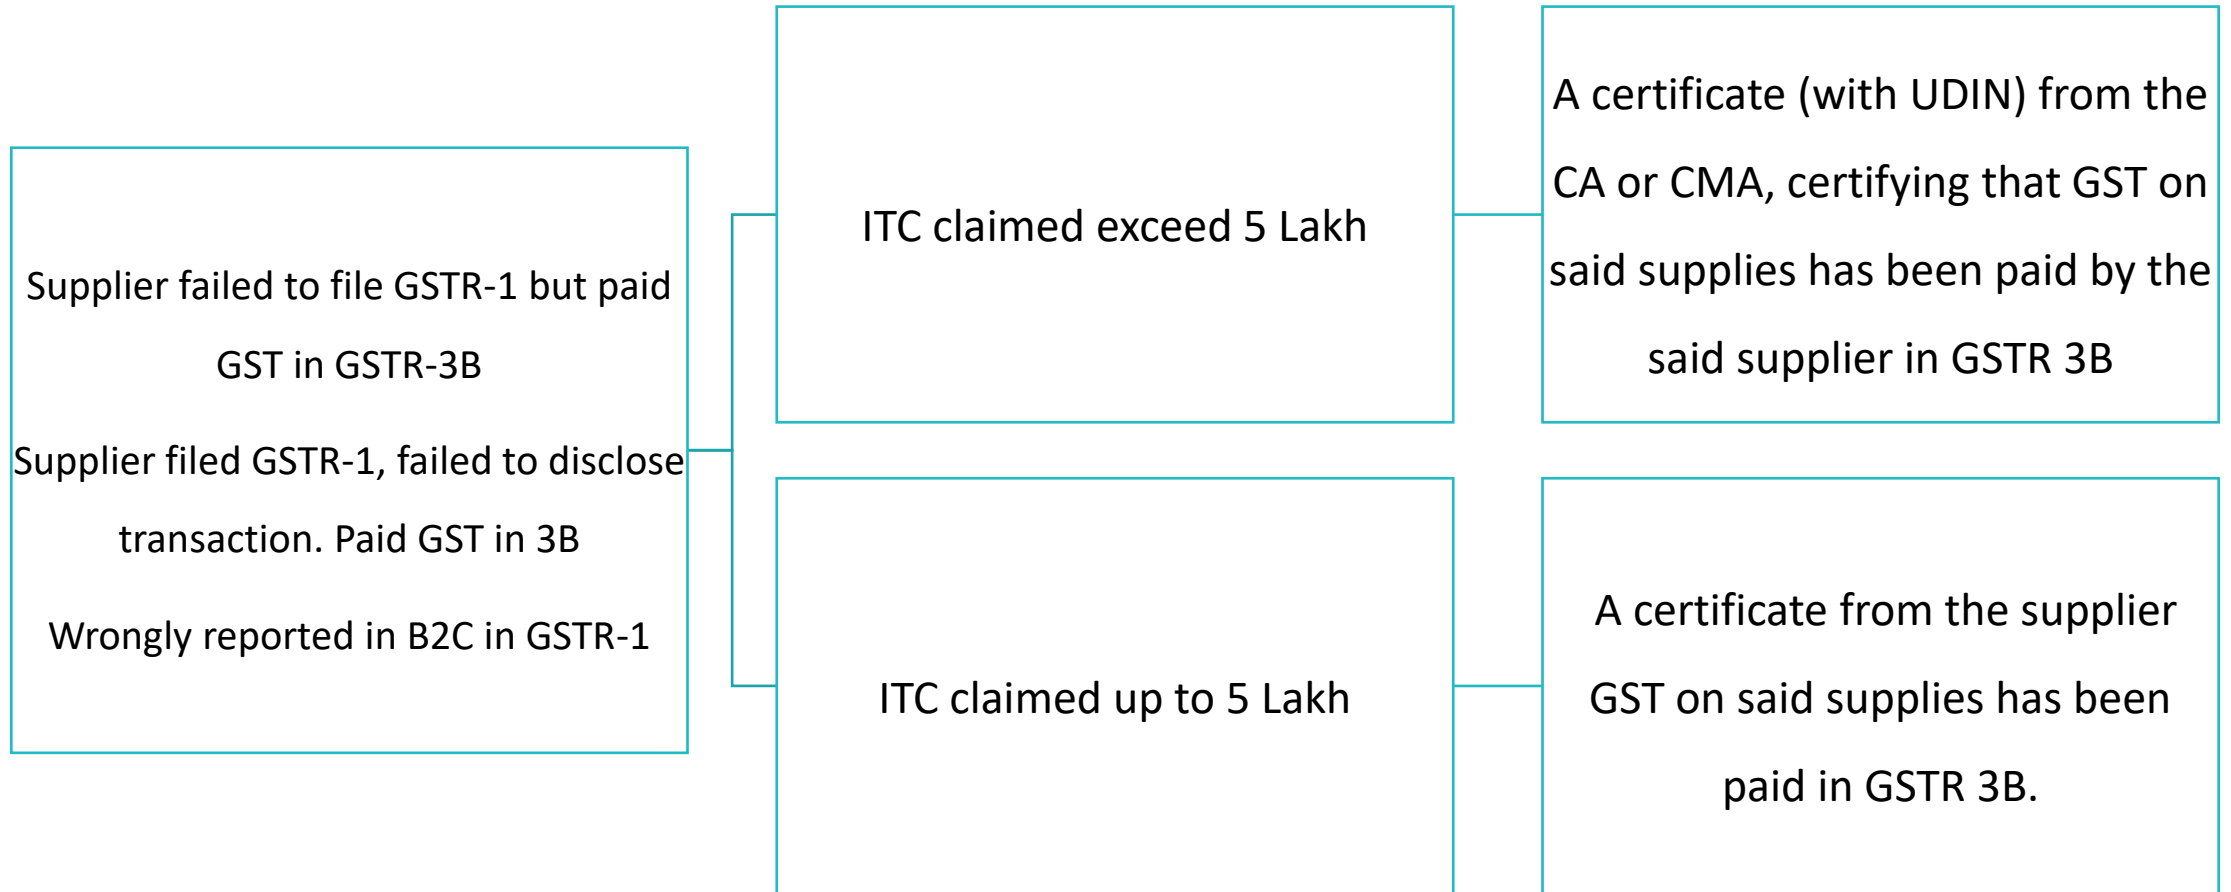 Supplier failed to file GSTR-1 but paid
GST in GSTR-3B
Supplier filed GSTR-1, failed to disclose
transaction. Paid GST in 3B
Wrongly reported in B2C in GSTR-1
ITC claimed exceed 5 Lakh
A certificate (with UDIN) from the
CA or CMA, certifying that GST on
said supplies has been paid by the
said supplier in GSTR 3B
ITC claimed up to 5 Lakh
A certificate from the supplier
GST on said supplies has been
paid in GSTR 3B.